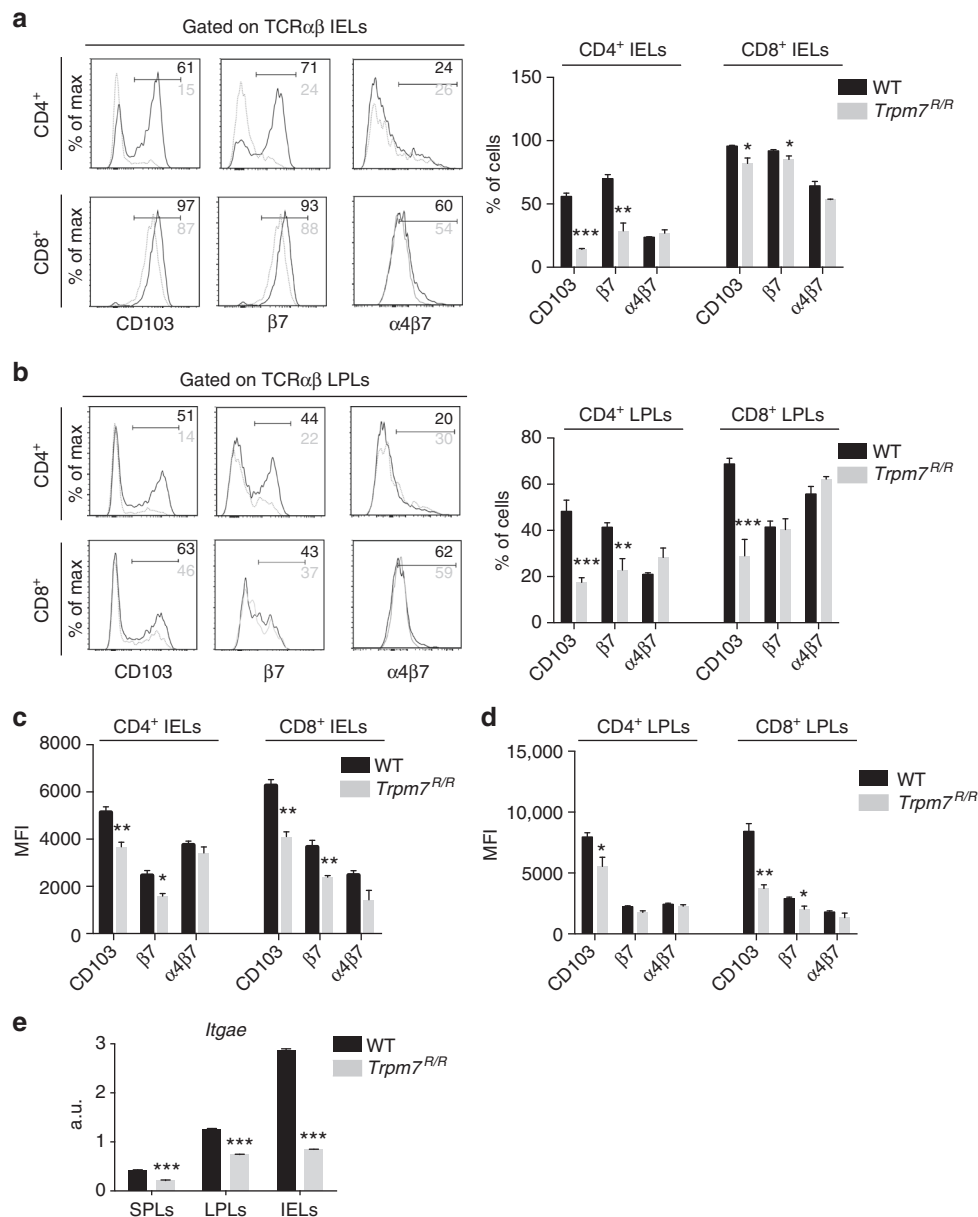 a
Gated on TCRαβ IELs
CD4⁺
% of max
61
15
71
24
24
26
CD8⁺
% of max
97
87
93
88
60
54
CD103
β7
α4β7
CD4⁺ IELs
CD8⁺ IELs
WT
Trpm7 R/R
% of cells
150
100
50
0
***
**
*
*
CD103
β7
α4β7
CD103
β7
α4β7
b
Gated on TCRαβ LPLs
CD4⁺
% of max
51
14
44
22
20
30
CD8⁺
% of max
63
46
43
37
62
59
CD103
β7
α4β7
CD4⁺ LPLs
CD8⁺ LPLs
WT
Trpm7 R/R
% of cells
80
60
40
20
0
***
**
***
CD103
β7
α4β7
CD103
β7
α4β7
c
CD4⁺ IELs
CD8⁺ IELs
WT
Trpm7 R/R
MFI
8000
6000
4000
2000
0
**
*
**
**
CD103
β7
α4β7
CD103
β7
α4β7
d
CD4⁺ LPLs
CD8⁺ LPLs
WT
Trpm7 R/R
MFI
15,000
10,000
5000
0
*
**
*
CD103
β7
α4β7
CD103
β7
α4β7
e
Itgae
WT
Trpm7 R/R
a.u.
3
2
1
0
***
***
***
SPLs
LPLs
IELs